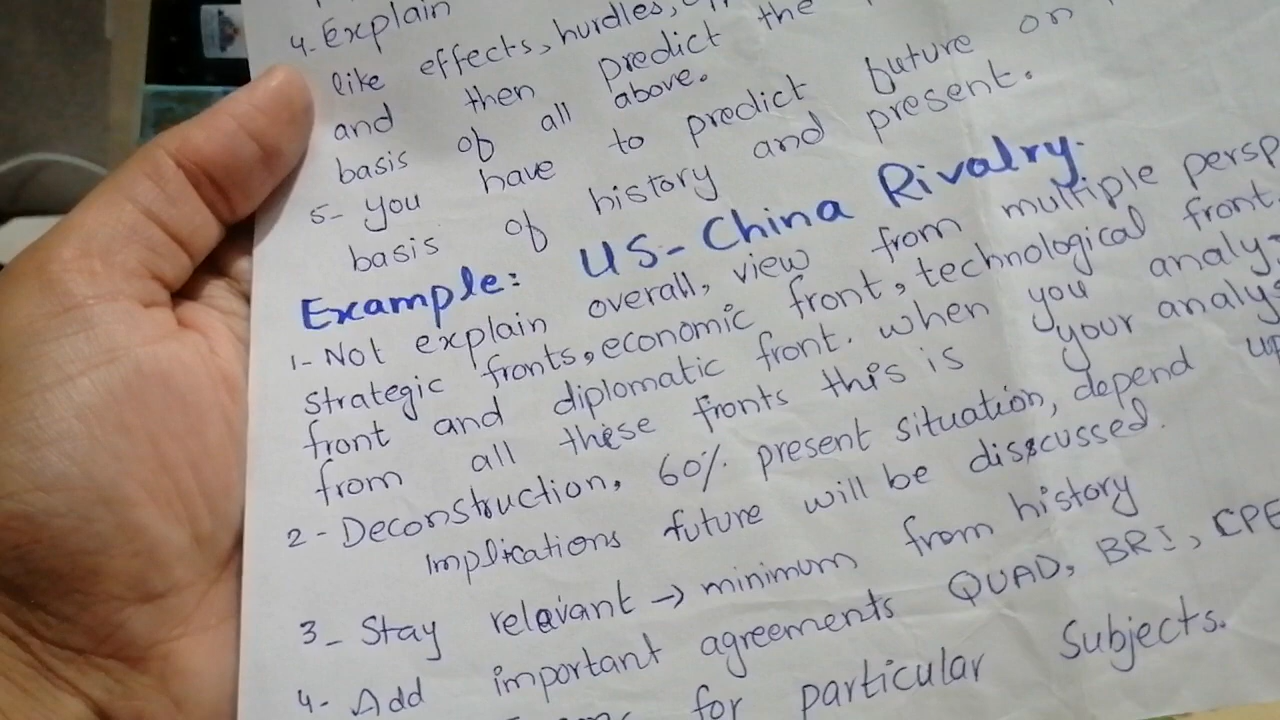 4- Explain
like effects, hurdles,
and then predict the
basis of all above.
5- you have to predict future on
basis of history and present.
Example: US-China Rivalry.
1- Not explain overall, view from multiple persp
strategic fronts, economic front, technological front.
front and diplomatic front. when you analy
from all these fronts this is your analys
2- Deconstruction, 60% present situation, depend up
Implications future will be discussed.
3- Stay relevant → minimum from history
4- Add important agreements QUAD, BRI, CPE
for particular Subjects.